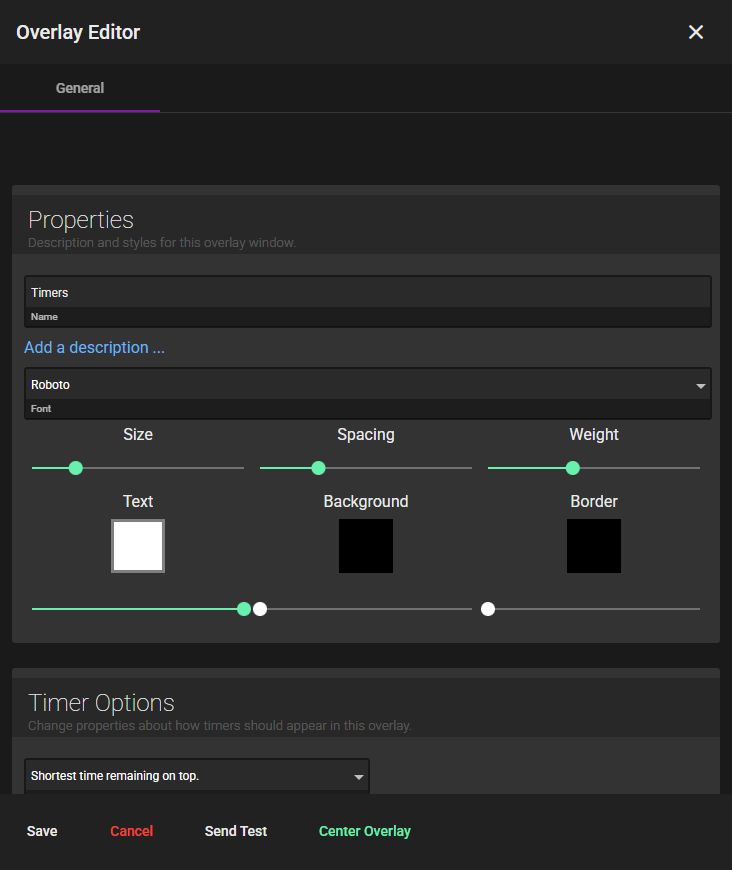 Overlay Editor
General
Properties
Description and styles for this overlay window.
Timers
Name
Add a description ...
Roboto
Font
Size Spacing Weight
Text Background Border
Timer Options
Change properties about how timers should appear in this overlay.
Shortest time remaining on top.
Save Cancel Send Test Center Overlay